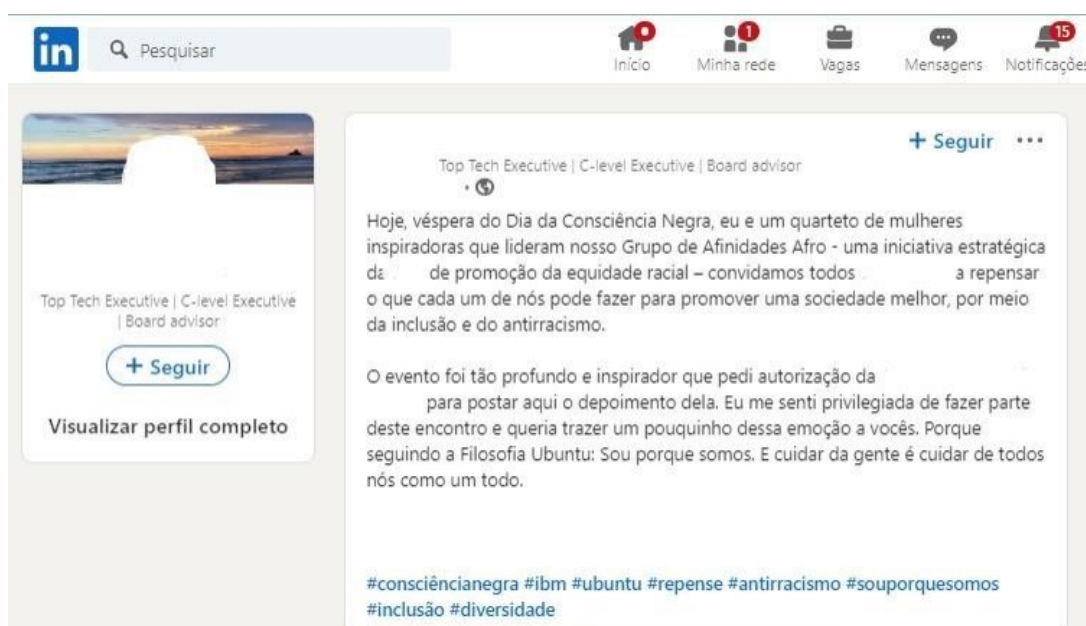 in
Pesquisar
Início
1
Minha rede
Vagas
Mensagens
15
Notificações
Top Tech Executive | C-level Executive
| Board advisor
+ Seguir
Visualizar perfil completo
+ Seguir ...
Top Tech Executive | C-level Executive | Board advisor
Hoje, véspera do Dia da Consciência Negra, eu e um quarteto de mulheres
inspiradoras que lideram nosso Grupo de Afinidades Afro - uma iniciativa estratégica
da de promoção da equidade racial – convidamos todos a repensar
o que cada um de nós pode fazer para promover uma sociedade melhor, por meio
da inclusão e do antirracismo.
O evento foi tão profundo e inspirador que pedi autorização da
para postar aqui o depoimento dela. Eu me senti privilegiada de fazer parte
deste encontro e queria trazer um pouquinho dessa emoção a vocês. Porque
seguindo a Filosofia Ubuntu: Sou porque somos. E cuidar da gente é cuidar de todos
nós como um todo.
#consciêncianegra #ibm #ubuntu #repense #antirracismo #souporquesomos
#inclusão #diversidade